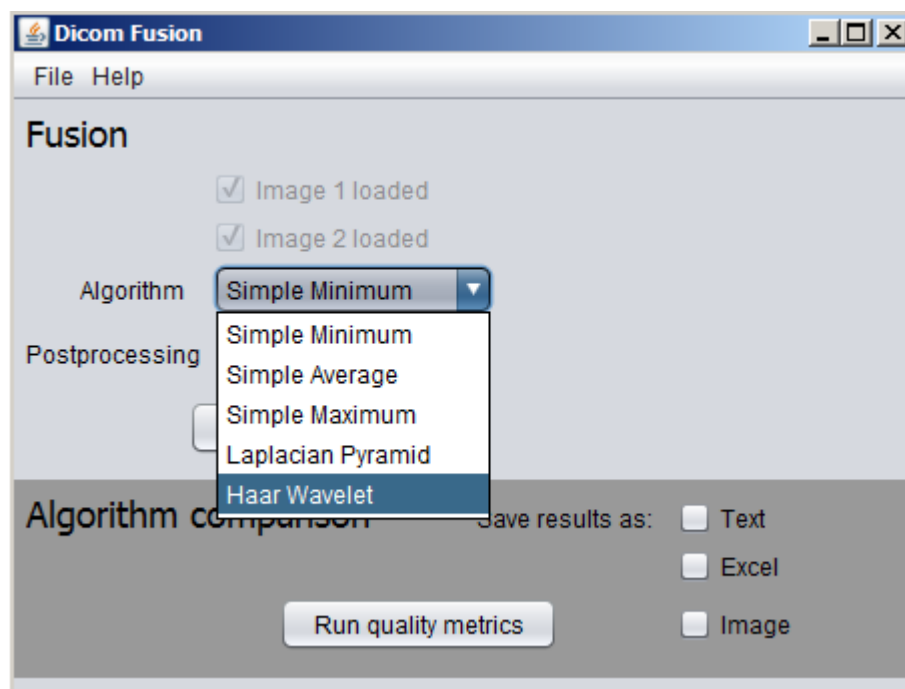 Dicom Fusion
File Help
Fusion
Image 1 loaded
Image 2 loaded
Algorithm Simple Minimum
Simple Minimum
Postprocessing
Simple Average
Simple Maximum
Laplacian Pyramid
Haar Wavelet
Algorithm comparison Save results as: Text
Excel
Run quality metrics Image